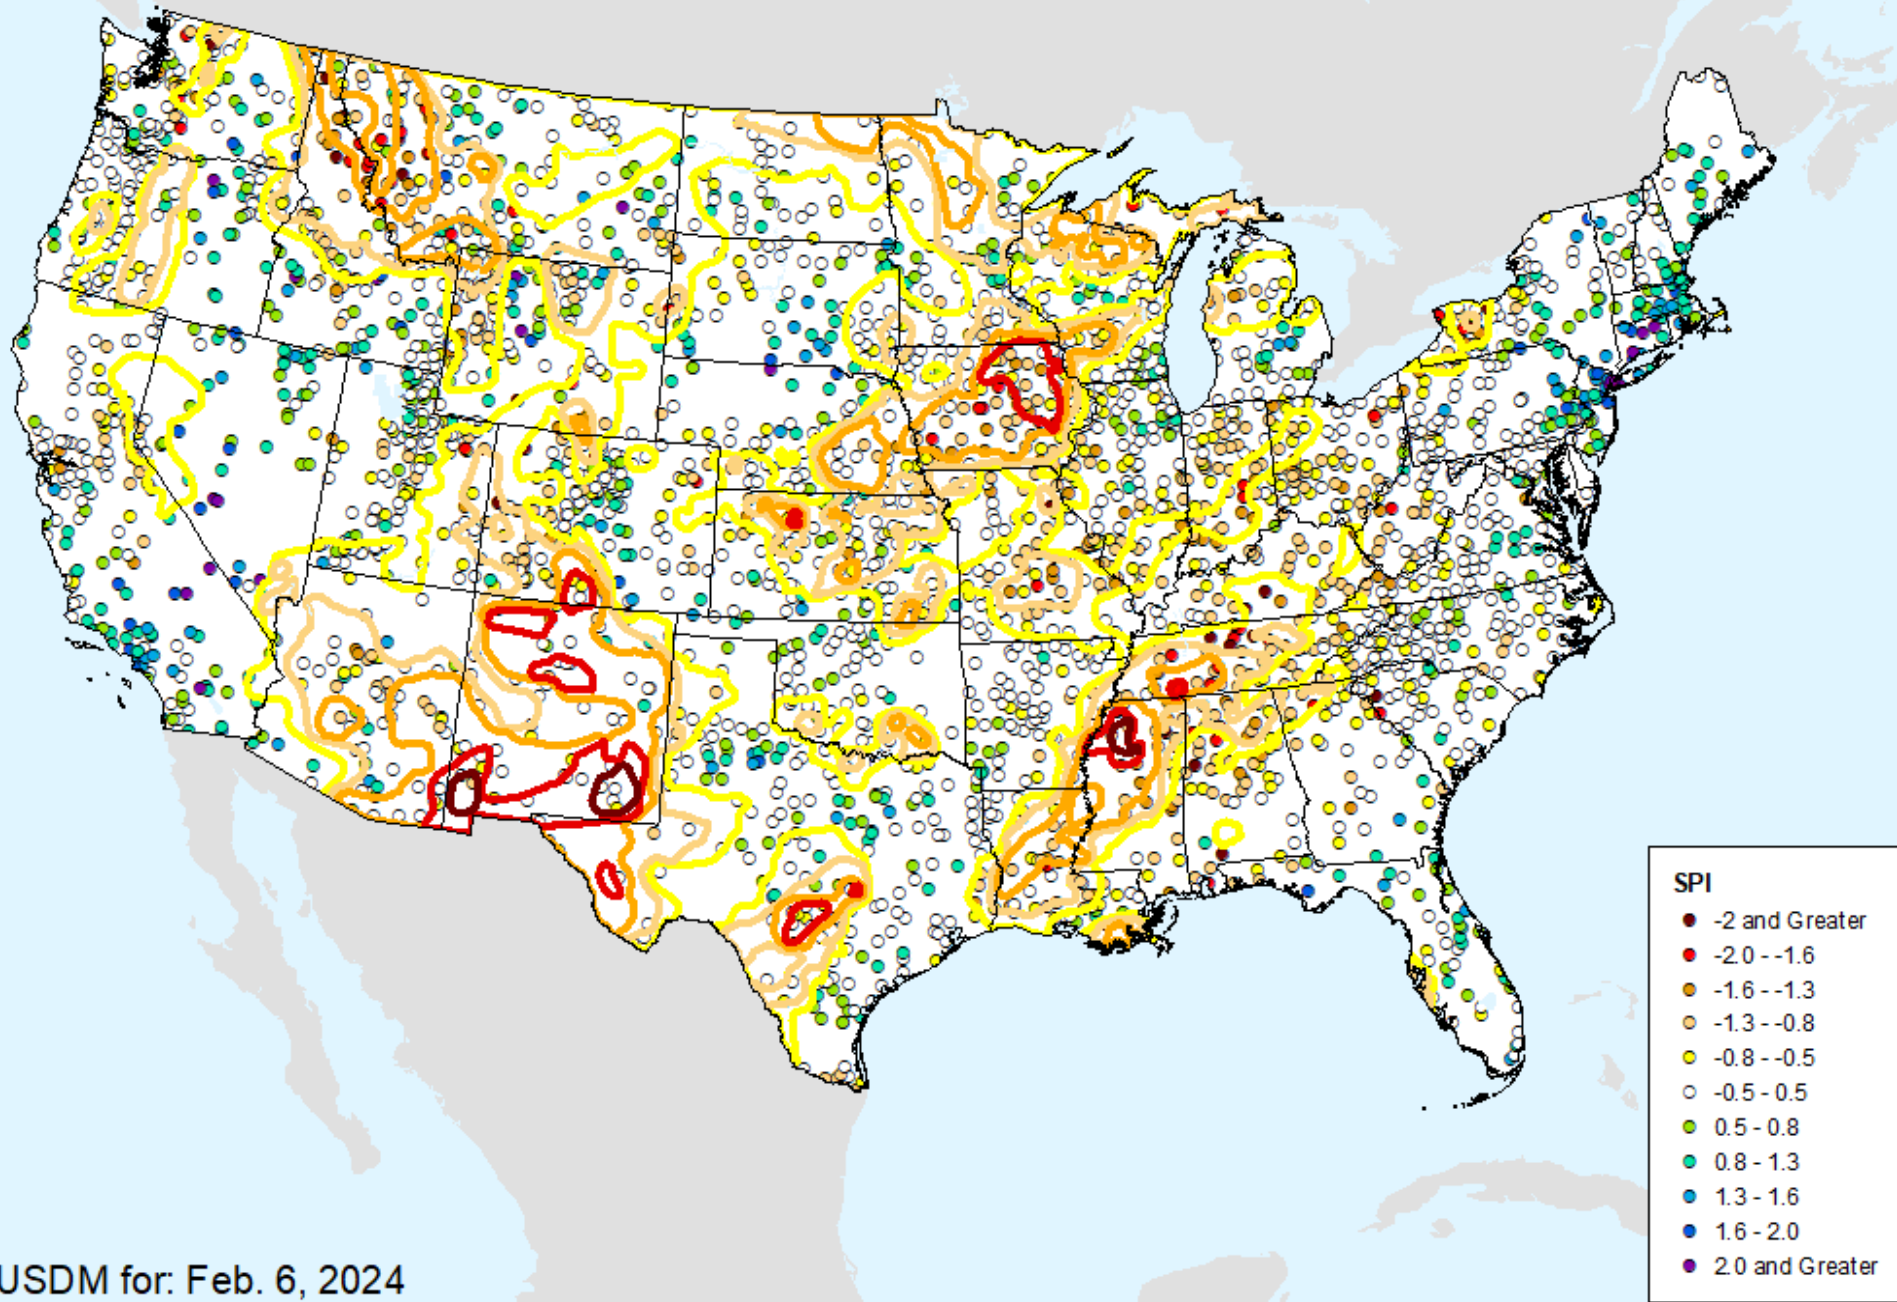 SPI
-2 and Greater
-2.0 - -1.6
-1.6 - -1.3
-1.3 - -0.8
-0.8 - -0.5
-0.5 - 0.5
0.5 - 0.8
0.8 - 1.3
1.3 - 1.6
1.6 - 2.0
2.0 and Greater
USDM for: Feb. 6, 2024